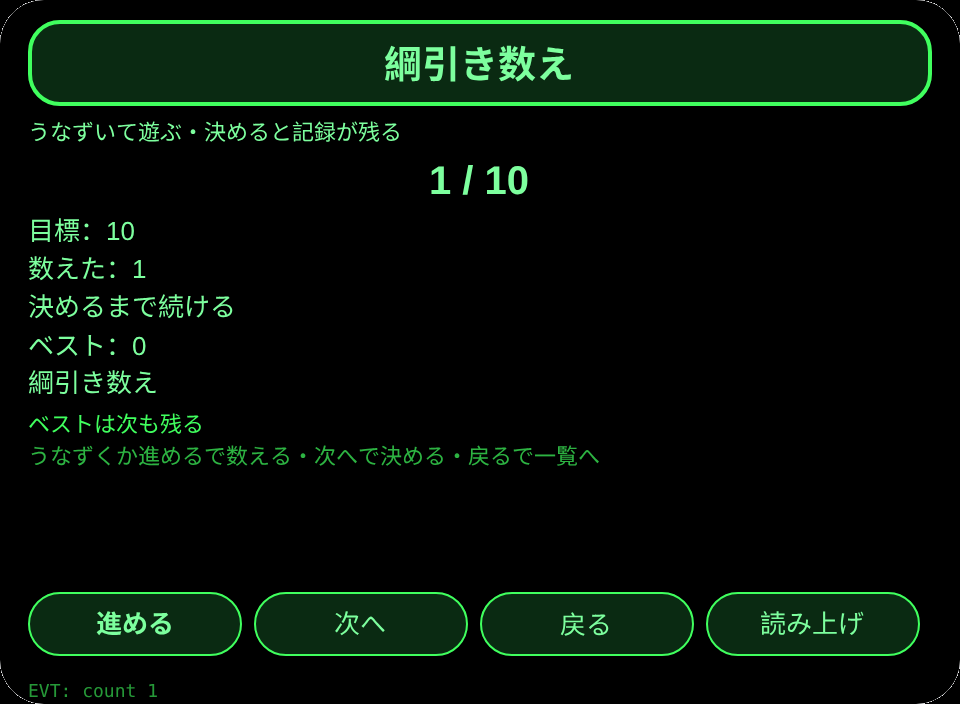 綱引き数え
うなずいて遊ぶ・決めると記録が残る
1 / 10
目標：10
数えた：1
決めるまで続ける
ベスト：0
綱引き数え
ベストは次も残る
うなずくか進めるで数える・次へで決める・戻るで一覧へ
進める
次へ
戻る
読み上げ
EVT: count 1